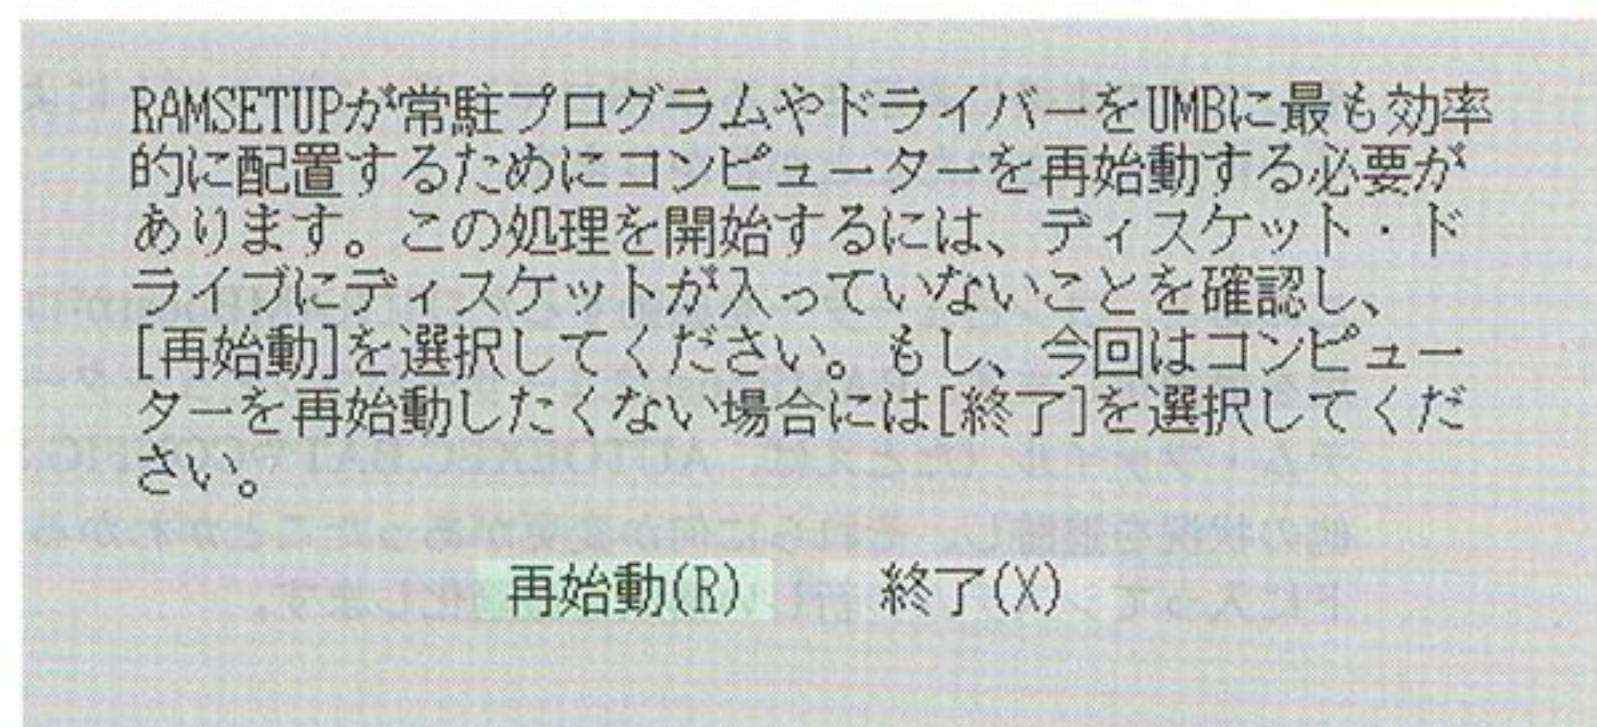 RAMSETUPが常駐プログラムやドライバーをUMBに最も効率
的に配置するためにコンピューターを再始動する必要が
あります。この処理を開始するには、ディスケット・ド
ライブにディスケットが入っていないことを確認し、
[再始動]を選択してください。もし、今回はコンピュー
ターを再始動したくない場合には[終了]を選択してくだ
さい。
再始動(R) 終了(X)